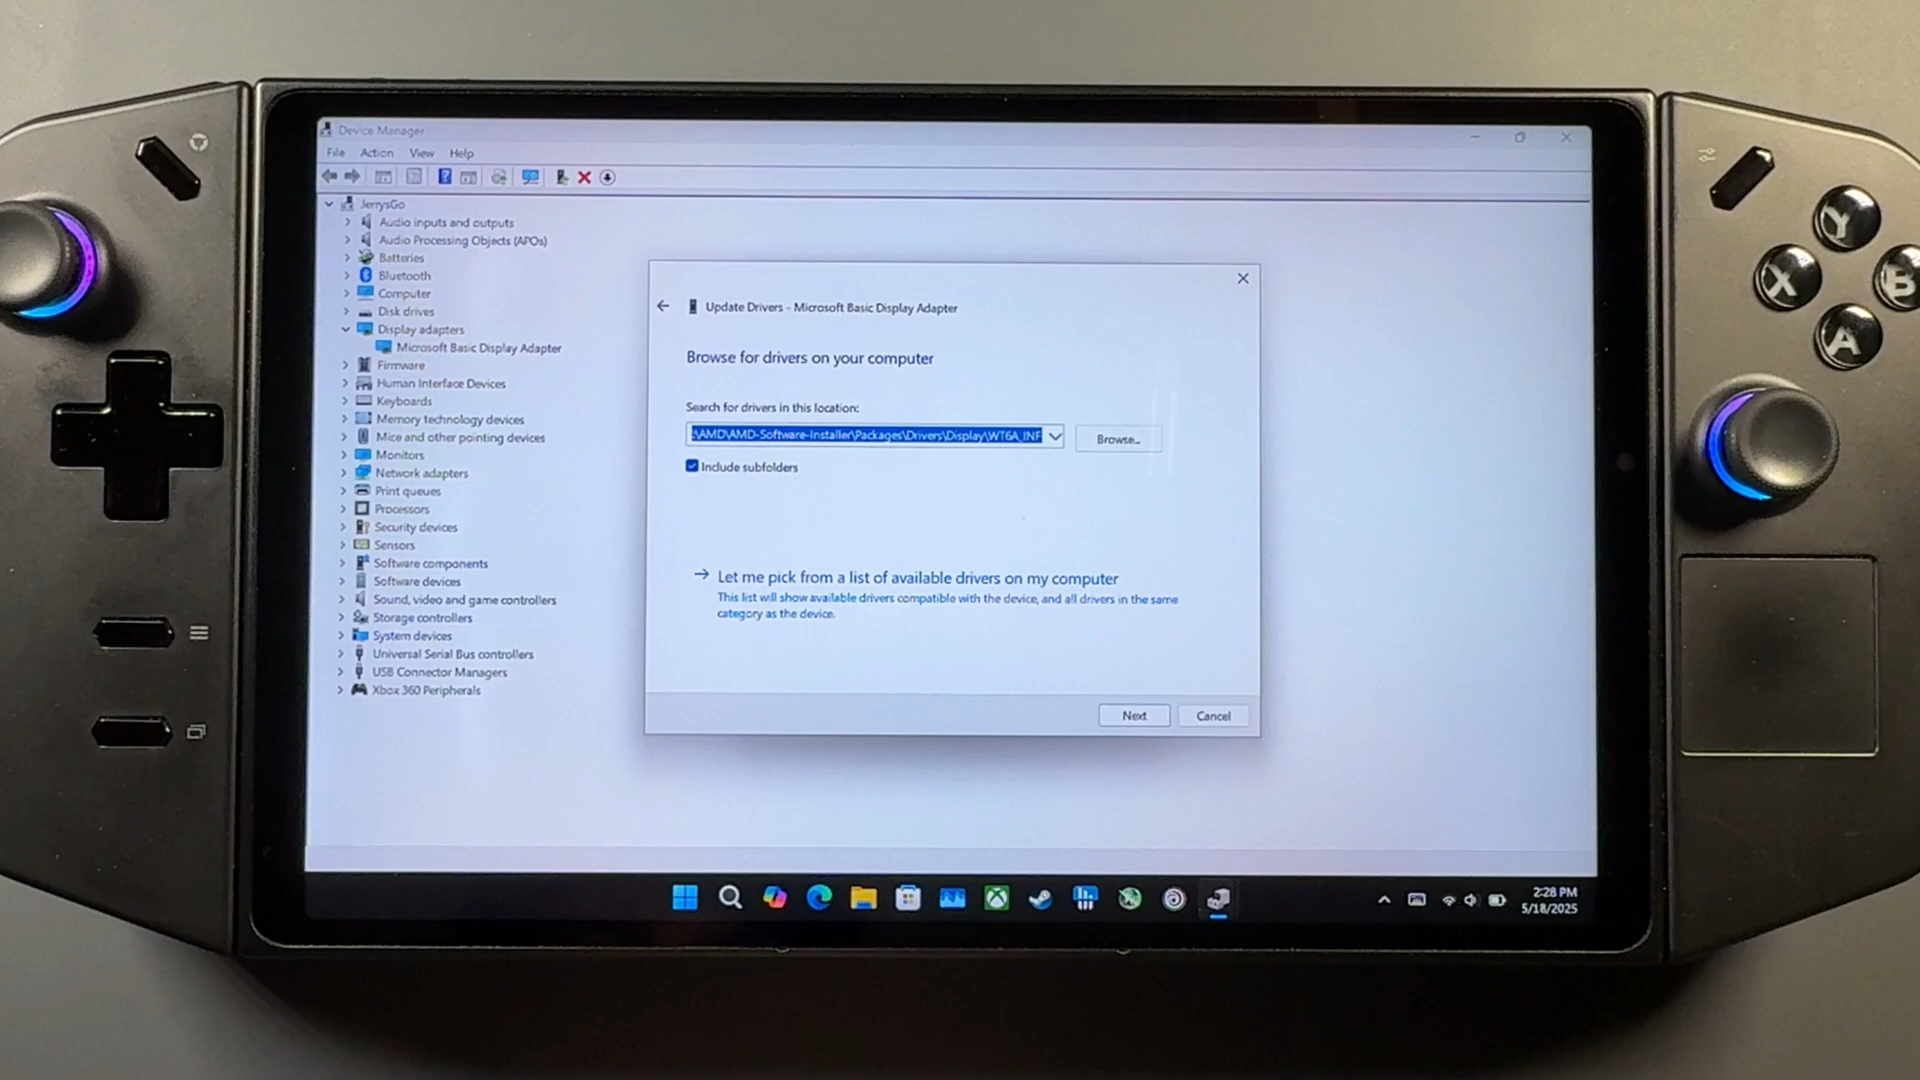 Device Manager
File Action View Help
JerrysGo
Audio inputs and outputs
Audio Processing Objects (APOs)
Batteries
Bluetooth
Computer
Disk drives
Display adapters
Microsoft Basic Display Adapter
Firmware
Human Interface Devices
Keyboards
Memory technology devices
Mice and other pointing devices
Monitors
Network adapters
Print queues
Processors
Security devices
Sensors
Software components
Software devices
Sound, video and game controllers
Storage controllers
System devices
Universal Serial Bus controllers
USB Connector Managers
Xbox 360 Peripherals
Update Drivers - Microsoft Basic Display Adapter
Browse for drivers on your computer
Search for drivers in this location:
:\AMD\AMD-Software-Installer\Packages\Drivers\Display\WT6A_INF
Browse...
Include subfolders
Let me pick from a list of available drivers on my computer
This list will show available drivers compatible with the device, and all drivers in the same
category as the device.
Next Cancel
2:28 PM
5/18/2025
Y
X
B
A